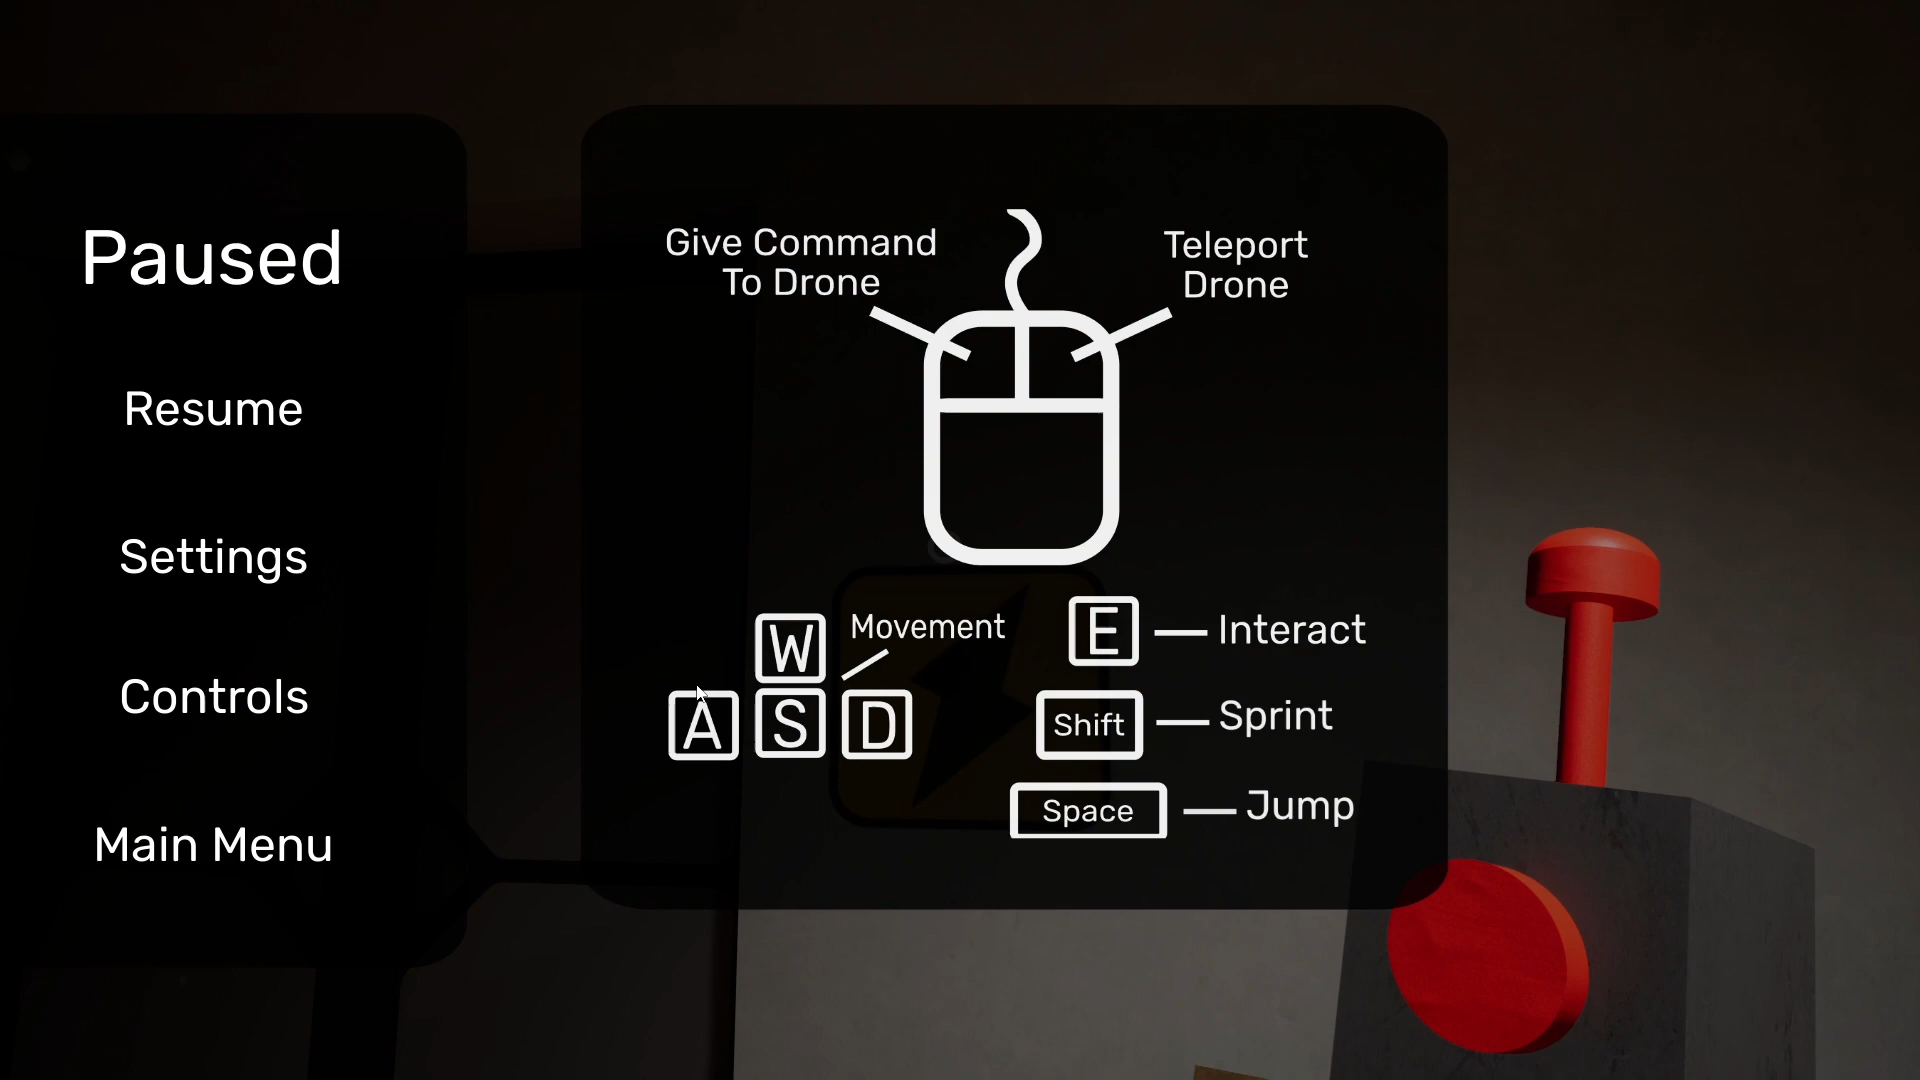 Paused
Resume
Settings
Controls
Main Menu
Give Command
To Drone
Teleport
Drone
W
Movement
A S D
E Interact
Shift Sprint
Space Jump